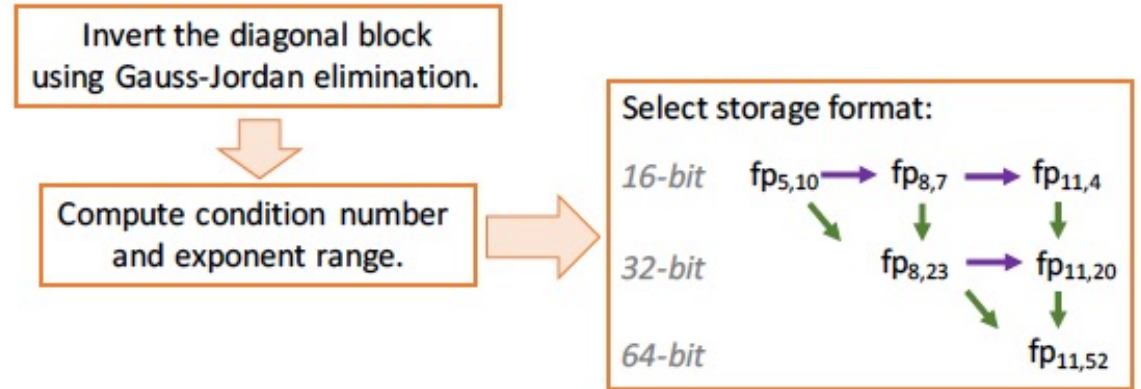 Invert the diagonal block
using Gauss-Jordan elimination.
Compute condition number
and exponent range.
Select storage format:
16-bit fp5,10 fp8,7 fp11,4
32-bit fp8,23 fp11,20
64-bit fp11,52